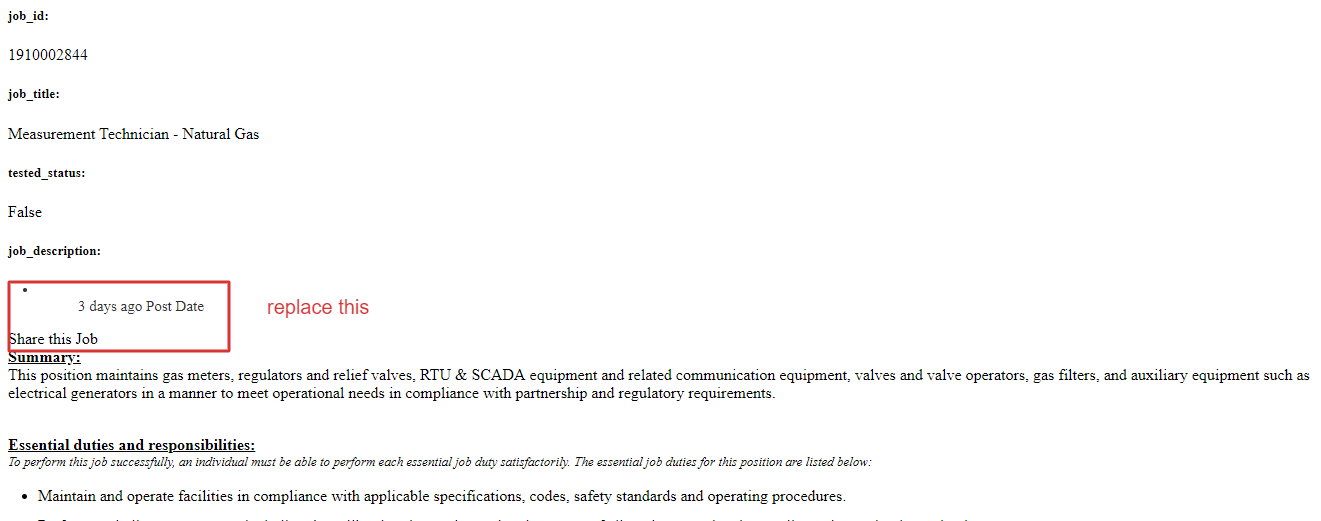 job_id:
1910002844
job_title:
Measurement Technician - Natural Gas
tested_status:
False
job_description:
3 days ago Post Date
replace this
Share this Job
Summary:
This position maintains gas meters, regulators and relief valves, RTU & SCADA equipment and related communication equipment, valves and valve operators, gas filters, and auxiliary equipment such as
electrical generators in a manner to meet operational needs in compliance with partnership and regulatory requirements.
Essential duties and responsibilities:
To perform this job successfully, an individual must be able to perform each essential job duty satisfactorily. The essential job duties for this position are listed below:
• Maintain and operate facilities in compliance with applicable specifications, codes, safety standards and operating procedures.